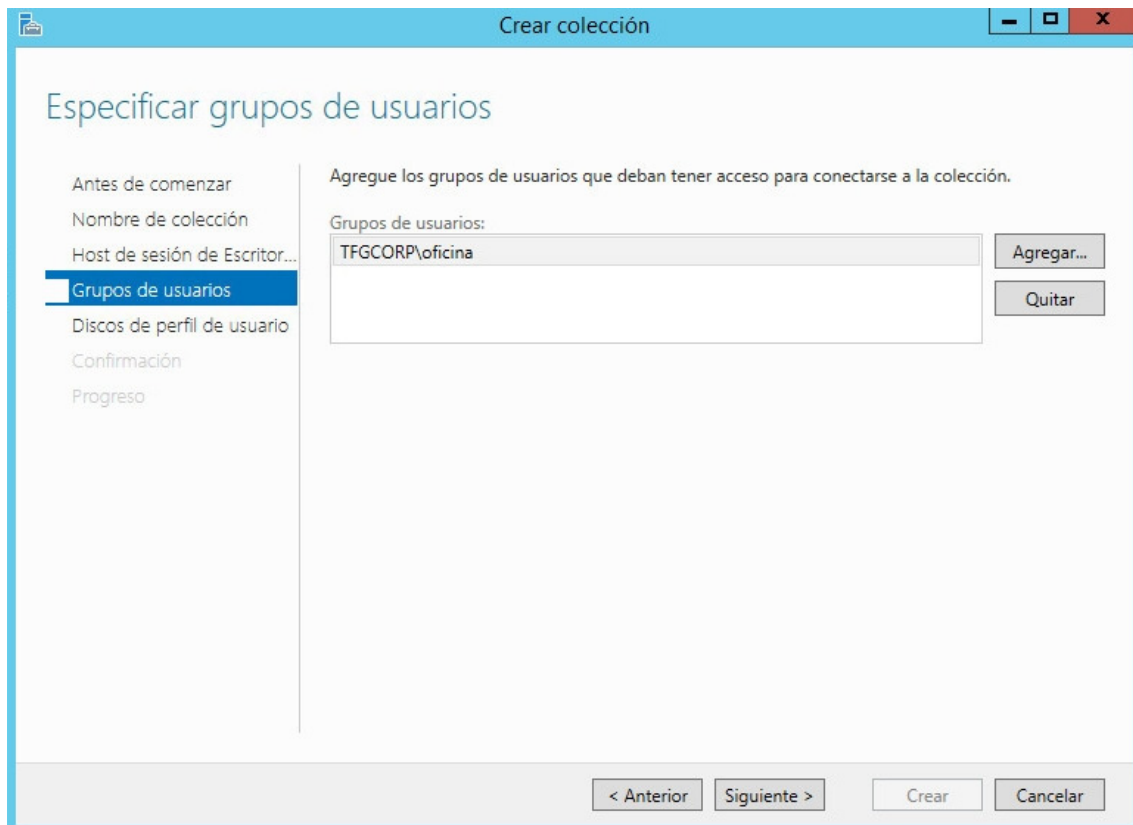 Crear colección
Especificar grupos de usuarios
Antes de comenzar
Nombre de colección
Host de sesión de Escritor...
Grupos de usuarios
Discos de perfil de usuario
Confirmación
Progreso
Agregue los grupos de usuarios que deban tener acceso para conectarse a la colección.
Grupos de usuarios:
TFGCORP\oficina
Agregar...
Quitar
< Anterior
Siguiente >
Crear
Cancelar